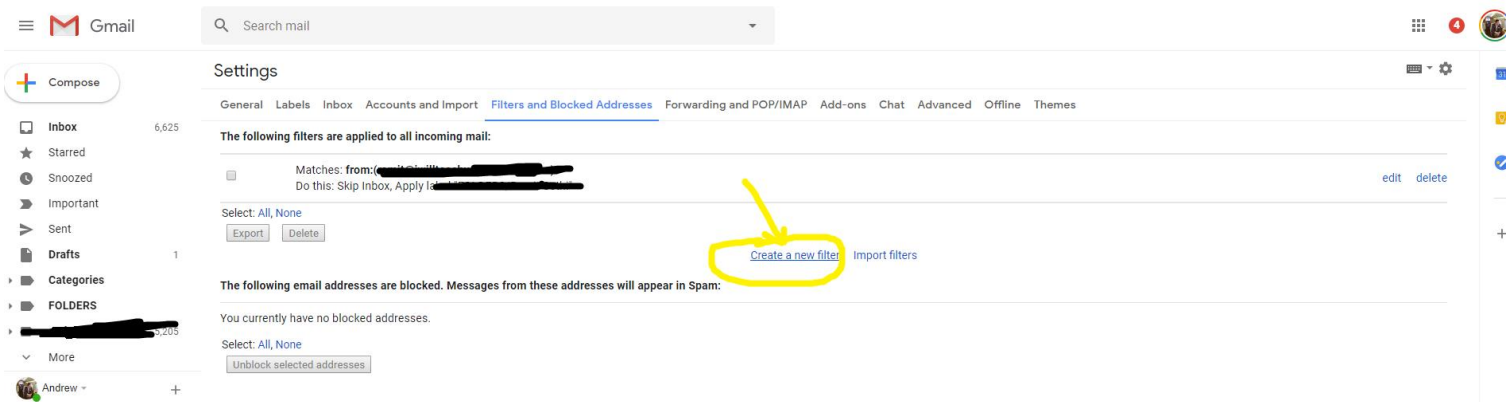 Gmail
Search mail
4
Compose
Settings
General Labels Inbox Accounts and Import Filters and Blocked Addresses Forwarding and POP/IMAP Add-ons Chat Advanced Offline Themes
Inbox 6,625
Starred
Snoozed
Important
Sent
Drafts 1
Categories
FOLDERS
5,205
More
Andrew
The following filters are applied to all incoming mail:
Matches: from:(
Do this: Skip Inbox, Apply
edit delete
Select: All, None
Export Delete
Create a new filter Import filters
The following email addresses are blocked. Messages from these addresses will appear in Spam:
You currently have no blocked addresses.
Select: All, None
Unblock selected addresses
31